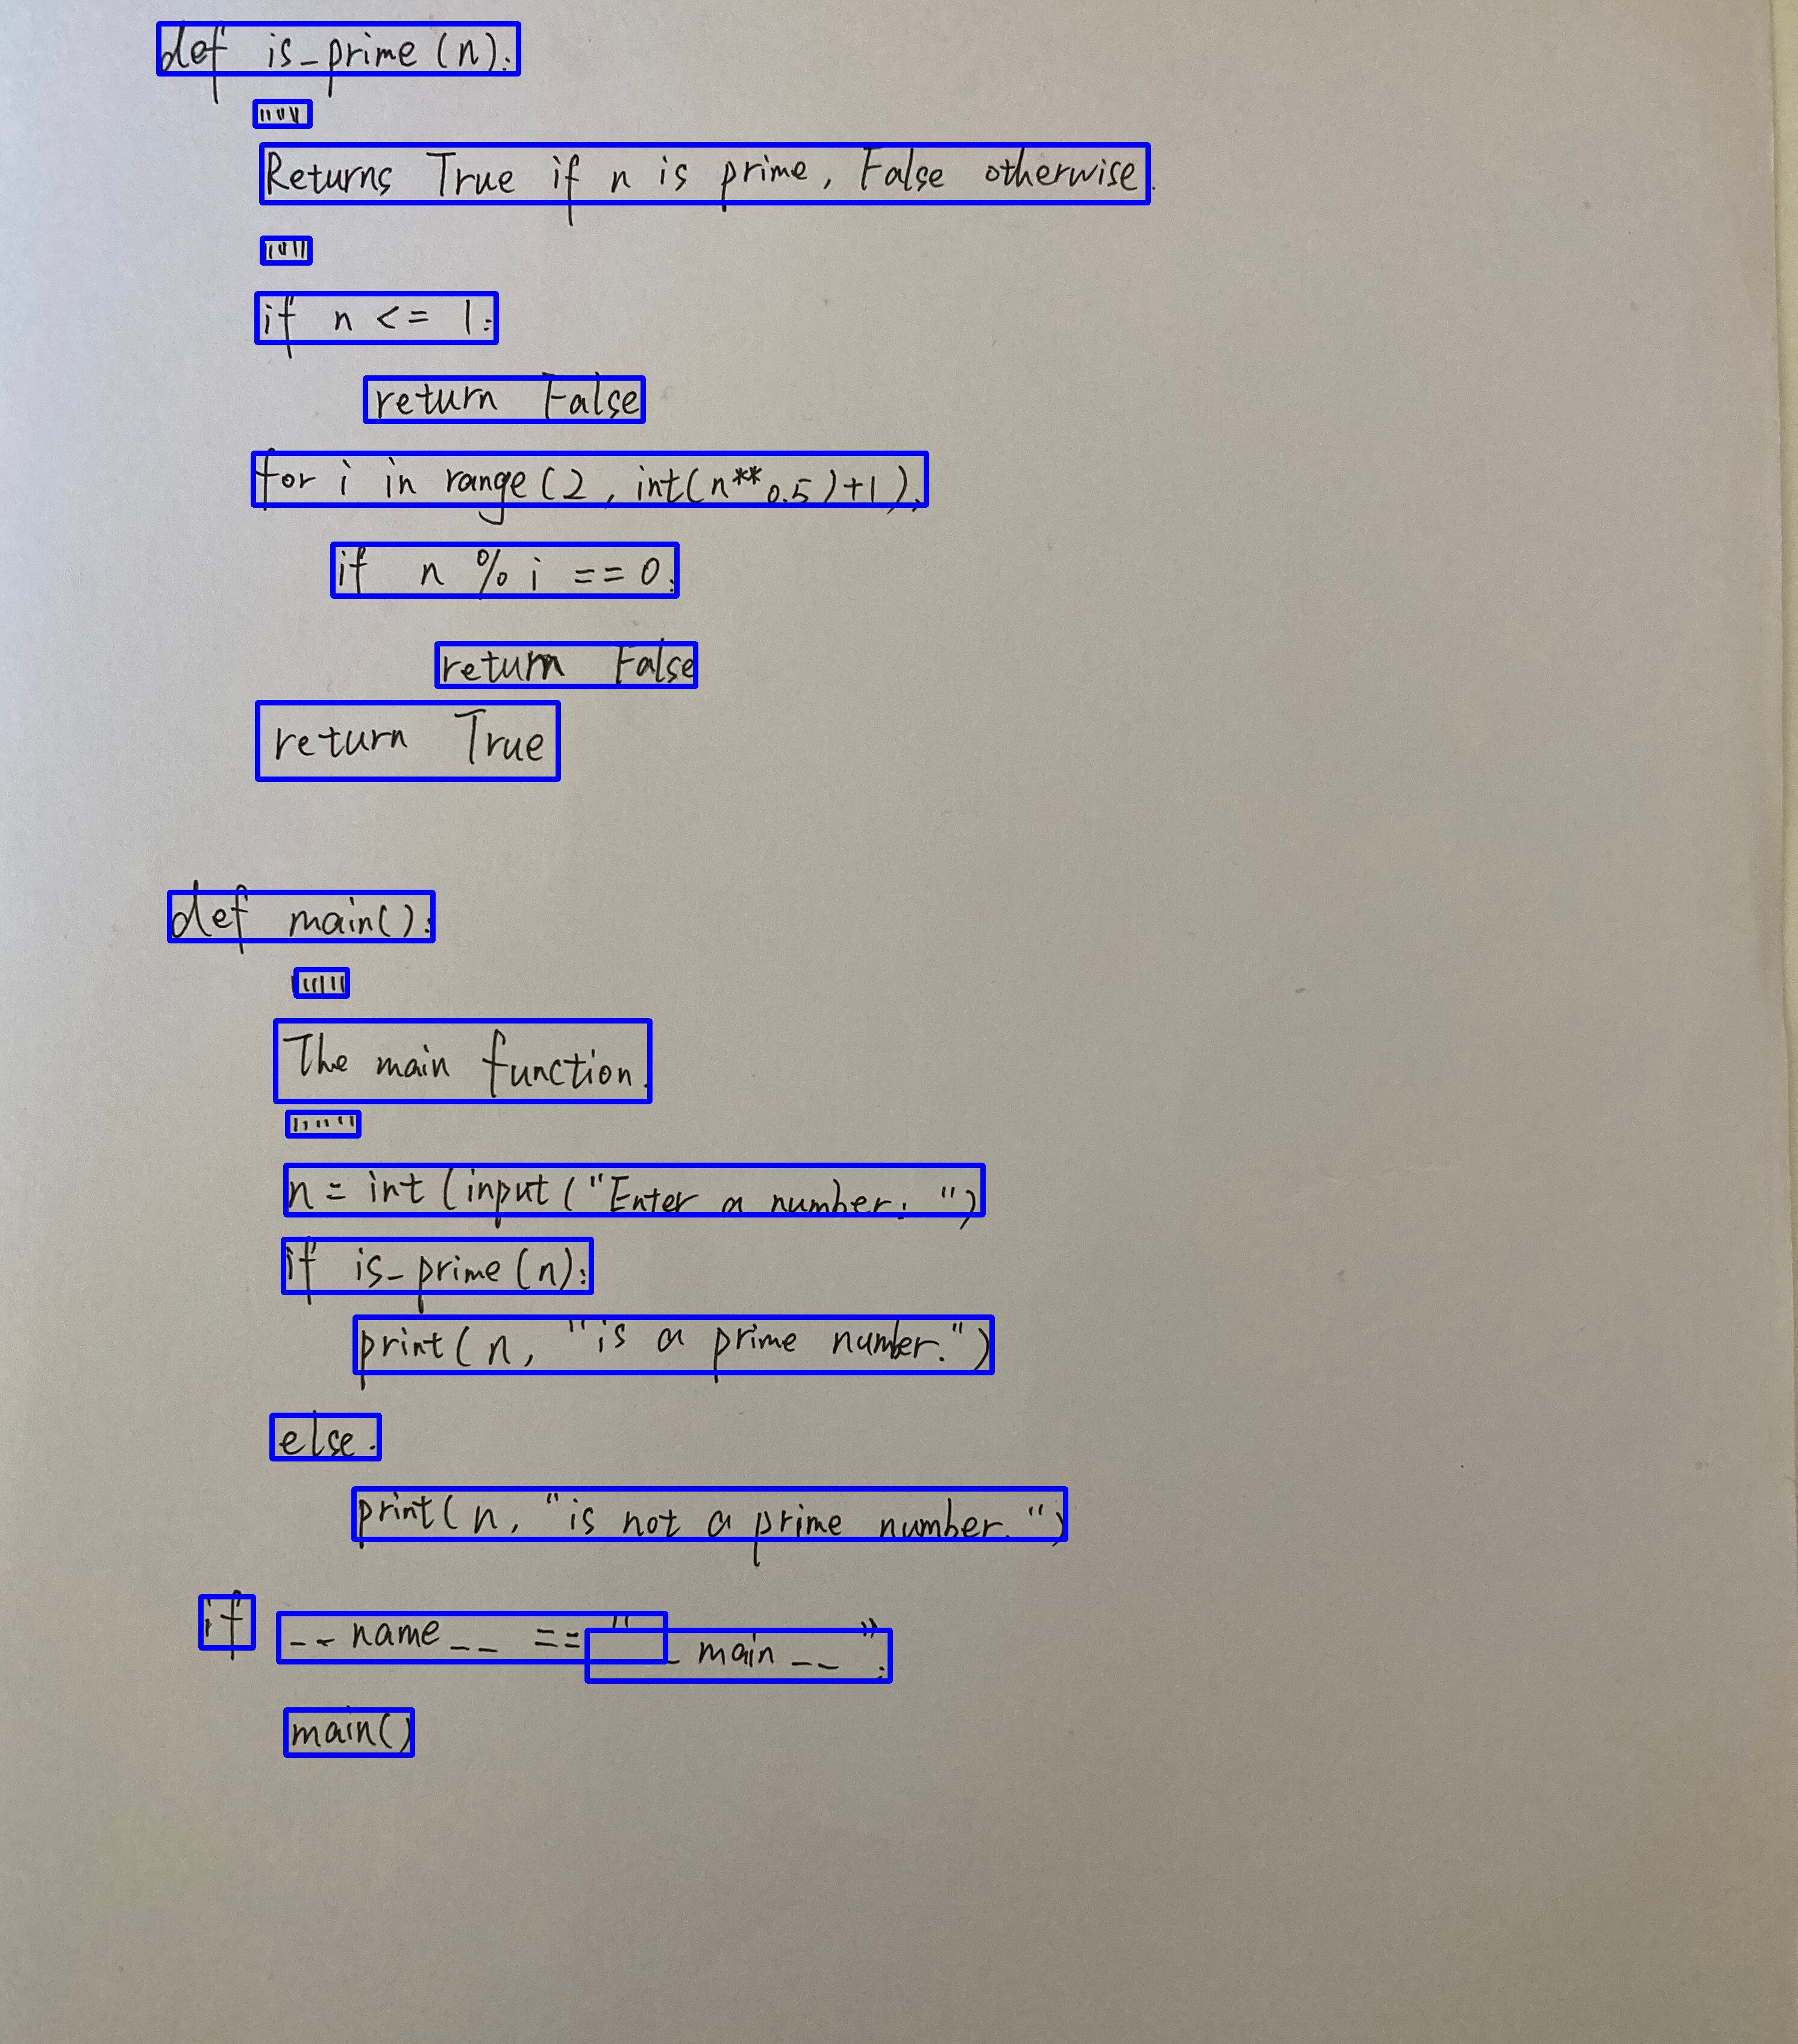 def is_prime (n):
""""
Returns True if n is prime, False otherwise.
""""
if n <= 1:
return False
for i in range (2, int(n**0.5)+1):
if n % i == 0:
return False
return True
def main():
""""""
The main function.
""""""
n = int (input ("Enter a number: ")
if is_prime (n):
print( n, "is a prime number.")
else:
print( n, "is not a prime number. ")
if __name__ == "__main__":
main()